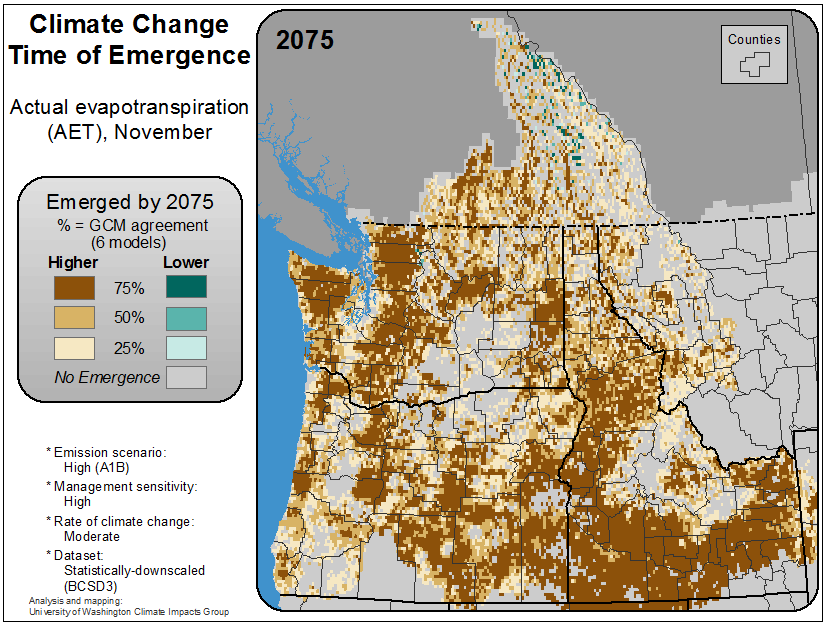 Climate Change
Time of Emergence
Actual evapotranspiration
(AET), November
Emerged by 2075
% = GCM agreement
(6 models)
Higher Lower
75%
50%
25%
No Emergence
* Emission scenario:
High (A1B)
* Management sensitivity:
High
* Rate of climate change:
Moderate
* Dataset:
Statistically-downscaled
(BCSD3)
Analysis and mapping:
University of Washington Climate Impacts Group
2075
Counties